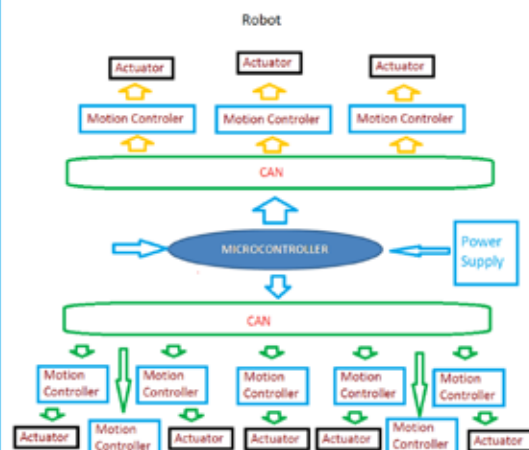 Robot
Actuator
Actuator
Actuator
Motion Controler
Motion Controler
Motion Controler
CAN
MICROCONTROLLER
Power
Supply
CAN
Motion
Controller
Motion
Controller
Motion
Controller
Motion
Controller
Motion
Controller
Actuator
Motion
Controller
Actuator
Actuator
Actuator
Motion
Controller
Actuator